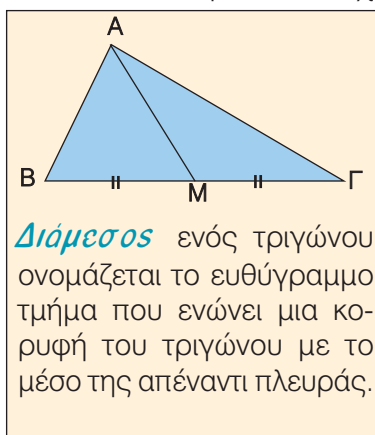 Α
Β
Μ
Γ
Διάμεσος ενός τριγώνου
ονομάζεται το ευθύγραμμο
τμήμα που ενώνει μια κο-
ρυφή του τριγώνου με το
μέσο της απέναντι πλευράς.